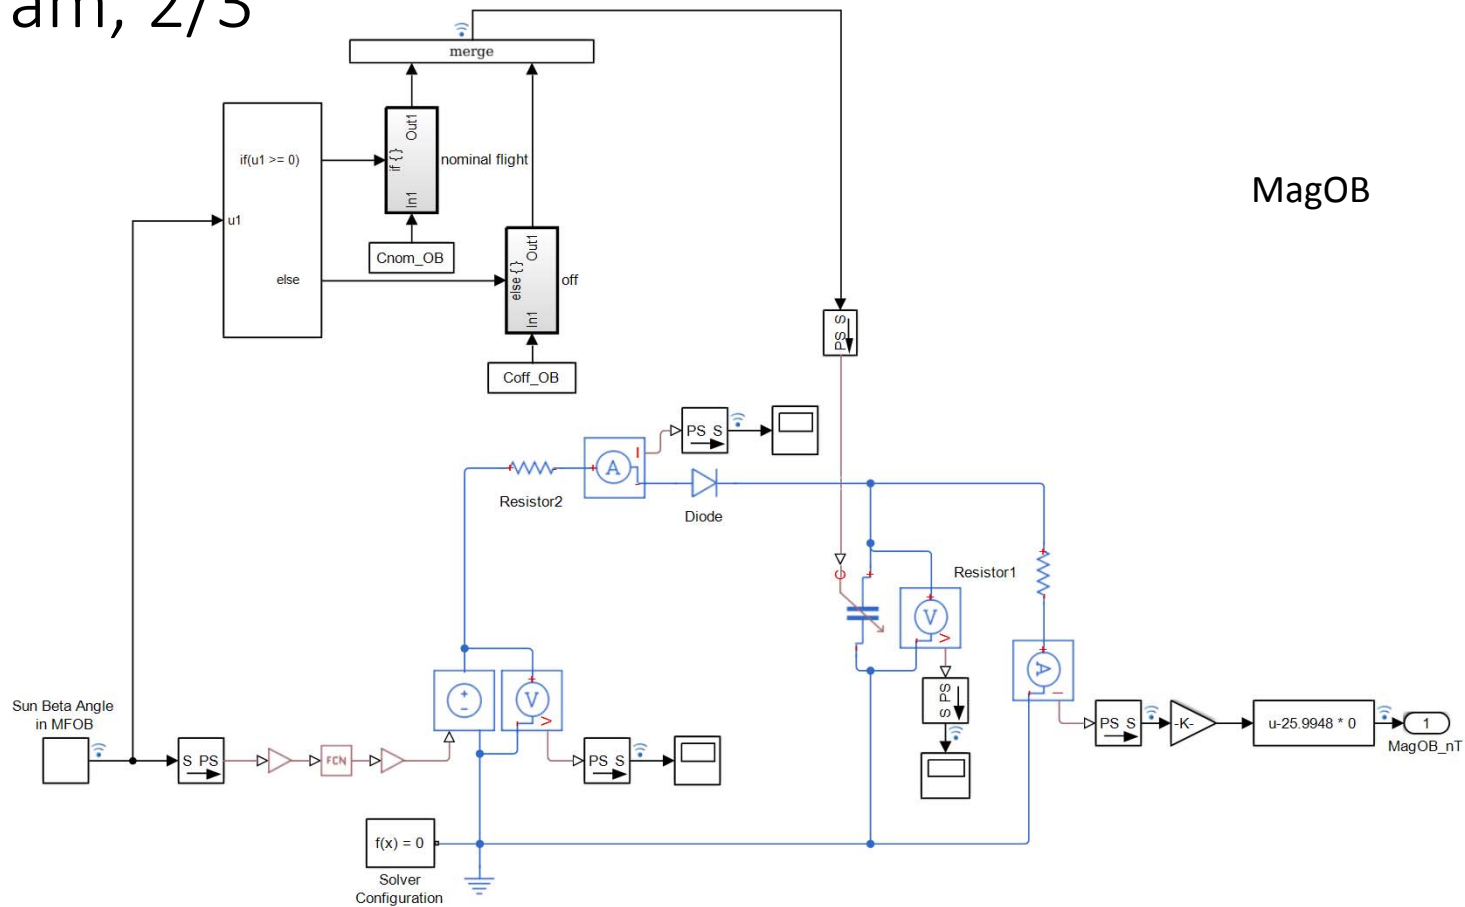 am, 2/3
merge
Out1
if { }
In1
nominal flight
if(u1 >= 0)
u1
else
Cnom_OB
Out1
else { }
In1
off
Coff_OB
MagOB
PS S
PS S
A
I
Resistor2
Diode
C
Resistor1
V
V
S PS
A
I
PS S
-K-
u-25.9948 * 0
1
MagOB_nT
Sun Beta Angle
in MFOB
S PS
FCN
V
V
PS S
f(x) = 0
Solver
Configuration